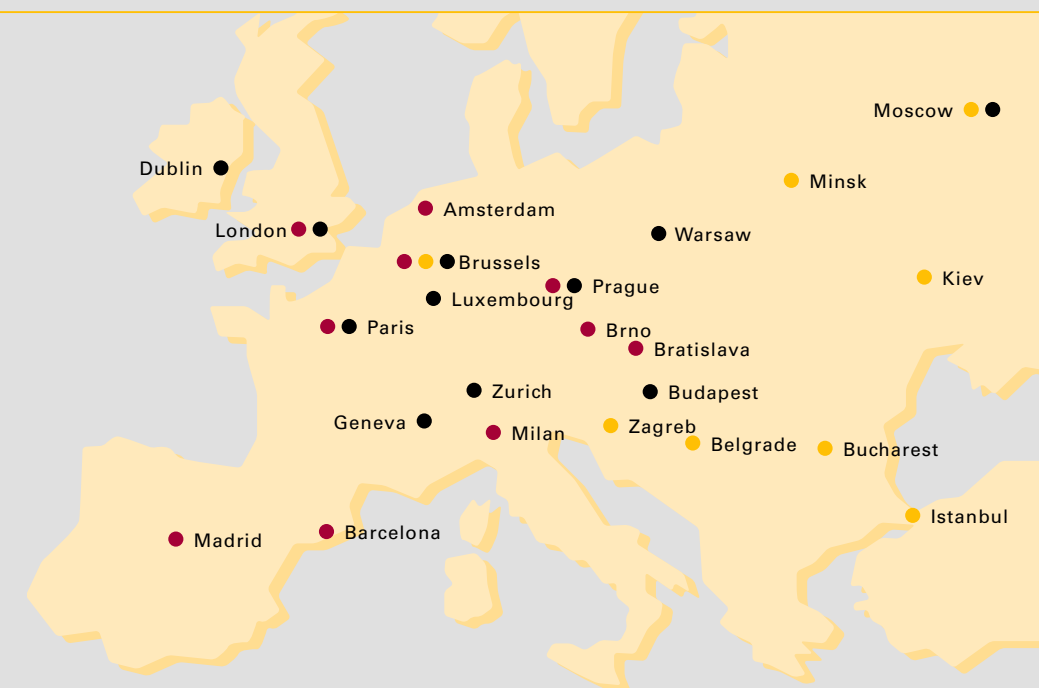 Moscow
Dublin
Minsk
Amsterdam
London
Warsaw
Brussels
Kiev
Prague
Luxembourg
Paris
Brno
Bratislava
Zurich
Budapest
Geneva
Milan
Zagreb
Belgrade
Bucharest
Istanbul
Barcelona
Madrid